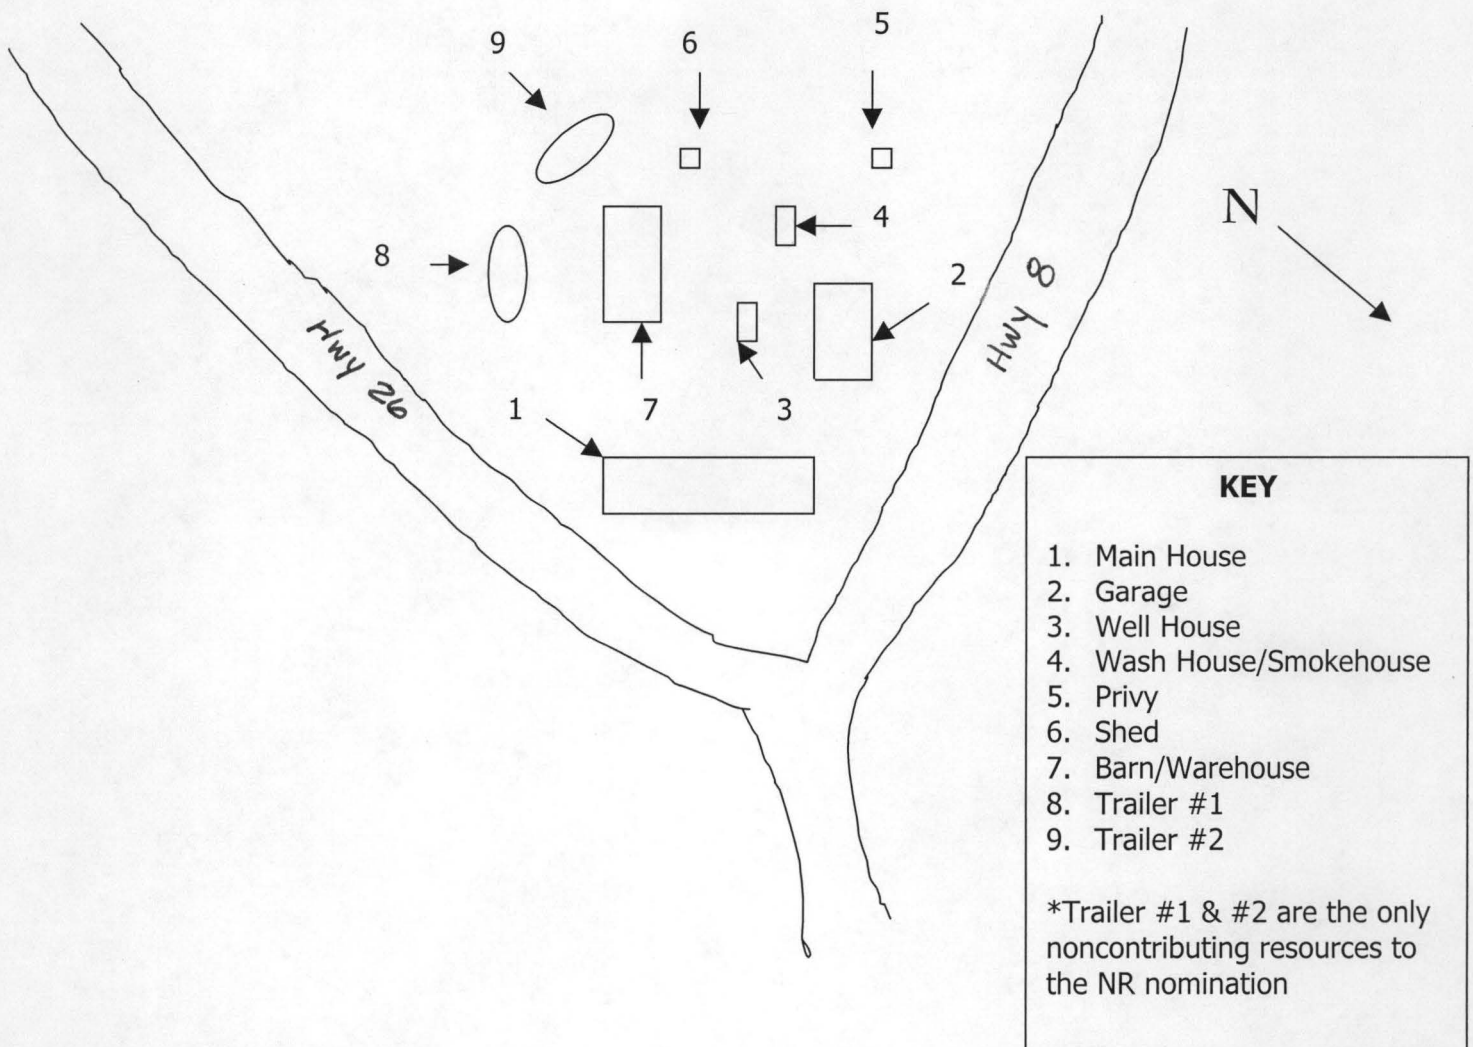 5
9
6
N
4
8
2
Hwy 8
Hwy 26
1
7
3
KEY
1. Main House
2. Garage
3. Well House
4. Wash House/Smokehouse
5. Privy
6. Shed
7. Barn/Warehouse
8. Trailer #1
9. Trailer #2
*Trailer #1 & #2 are the only
noncontributing resources to
the NR nomination